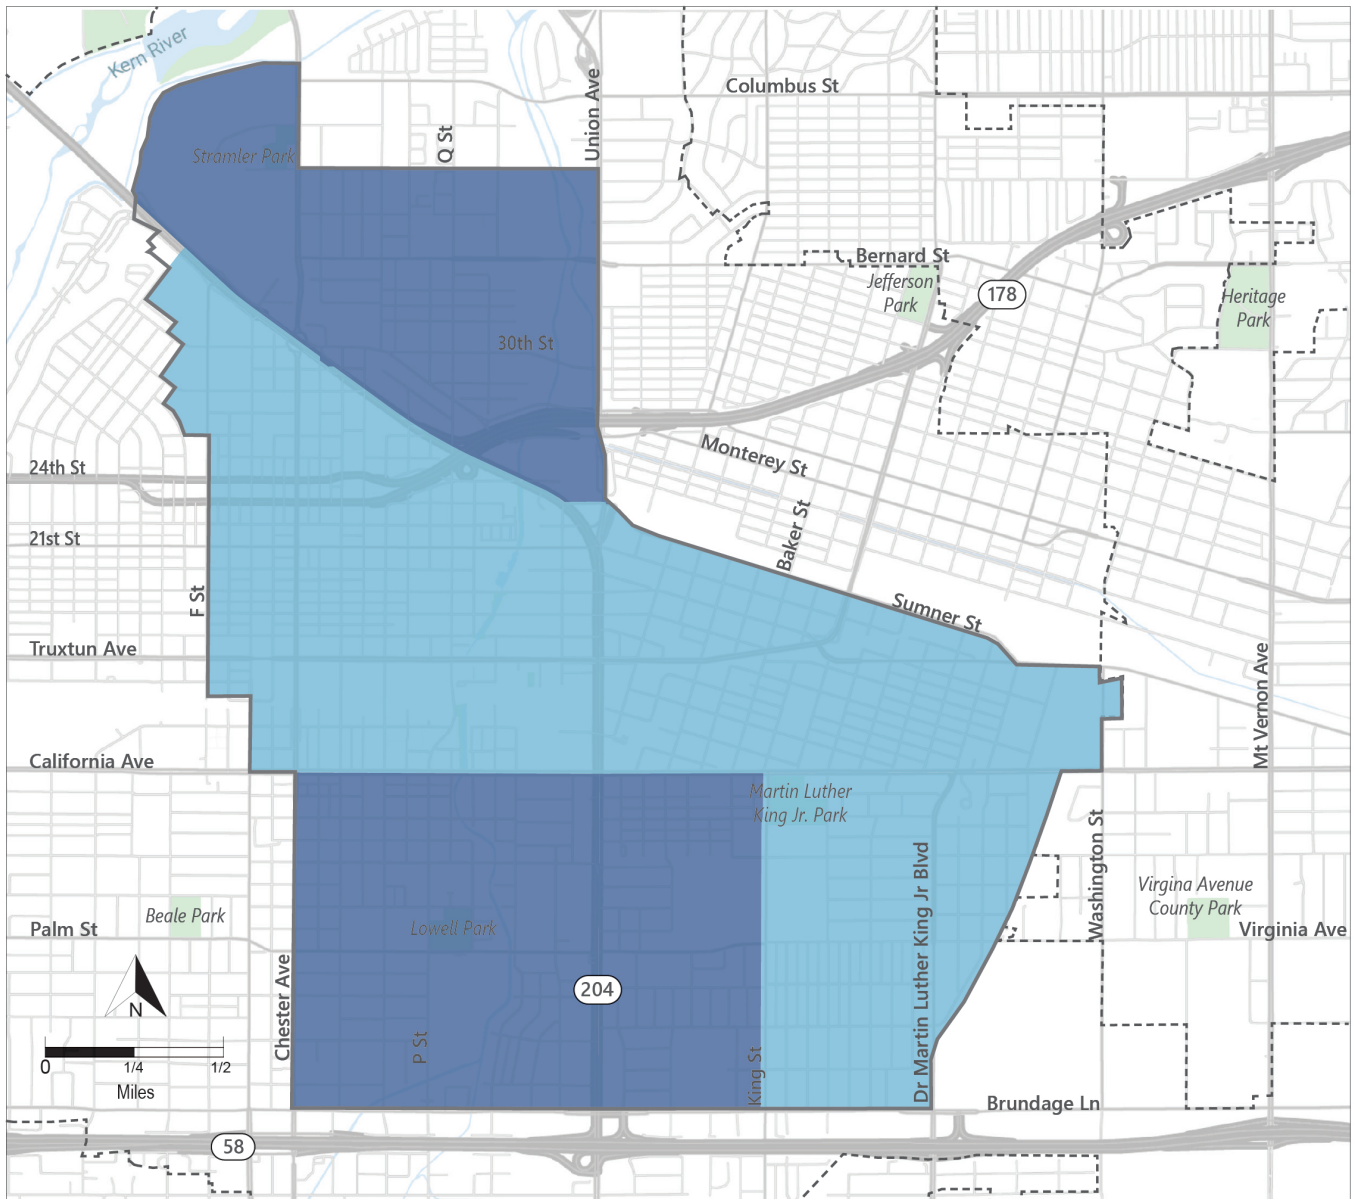 Kern River
Columbus St
Union Ave
Q St
Stramler Park
Bernard St
Jefferson
Park
178
Heritage
Park
30th St
Monterey St
24th St
Baker St
21st St
F St
Sumner St
Truxtun Ave
Mt Vernon Ave
California Ave
Martin Luther
King Jr. Park
Washington St
Dr Martin Luther King Jr Blvd
Virgina Avenue
County Park
Beale Park
Lowell Park
Palm St
Virginia Ave
Chester Ave
N
204
P St
King St
0
1/4
1/2
Miles
Brundage Ln
58